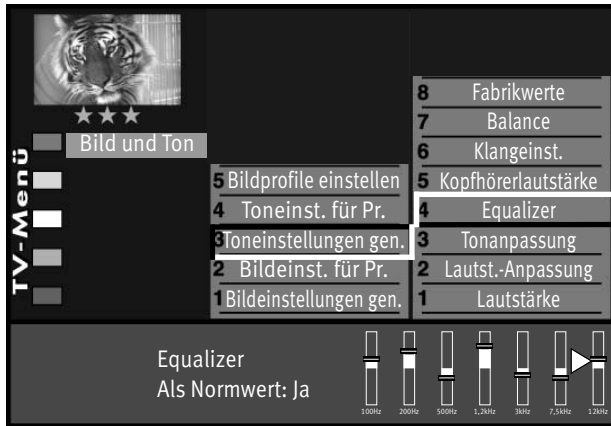 TV-Menü
Bild und Ton
5 Bildprofile einstellen
4 Toneinst. für Pr.
3 Toneinstellungen gen.
2 Bildeinst. für Pr.
1 Bildeinstellungen gen.
8 Fabrikwerte
7 Balance
6 Klangeinst.
5 Kopfhörerlautstärke
4 Equalizer
3 Tonanpassung
2 Lautst.-Anpassung
1 Lautstärke
Equalizer
Als Normwert: Ja
100Hz 200Hz 500Hz 1,2kHz 3kHz 7,5kHz 12kHz